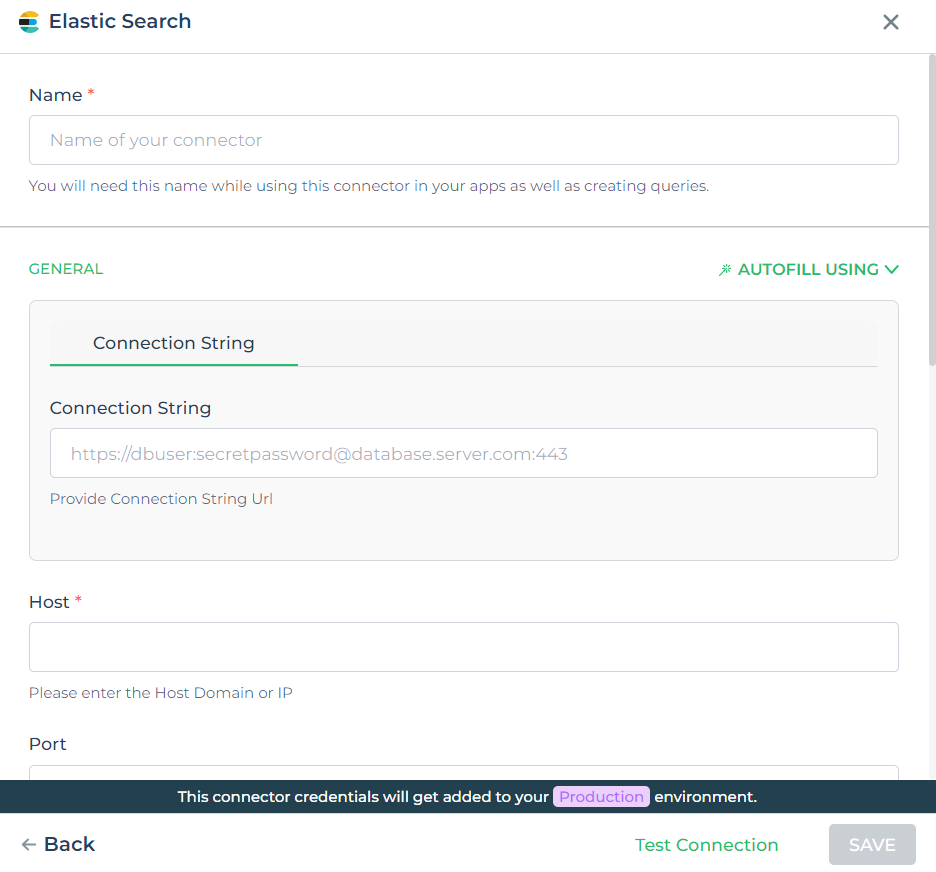 Elastic Search
Name *
Name of your connector
You will need this name while using this connector in your apps as well as creating queries.
GENERAL
AUTOFILL USING
Connection String
Connection String
https://dbuser:secretpassword@database.server.com:443
Provide Connection String Url
Host *
Please enter the Host Domain or IP
Port
This connector credentials will get added to your Production environment.
Back
Test Connection
SAVE